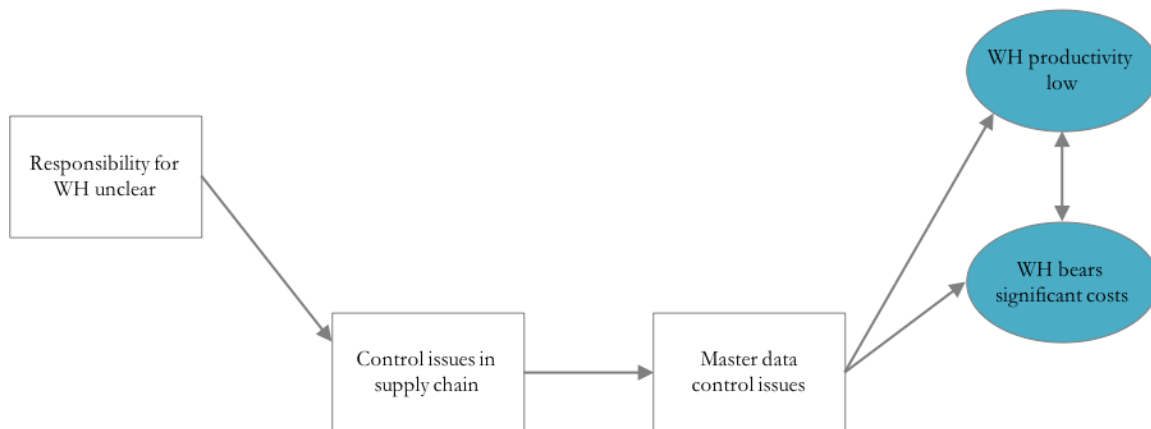 Responsibility for
WH unclear
Control issues in
supply chain
Master data
control issues
WH productivity
low
WH bears
significant costs